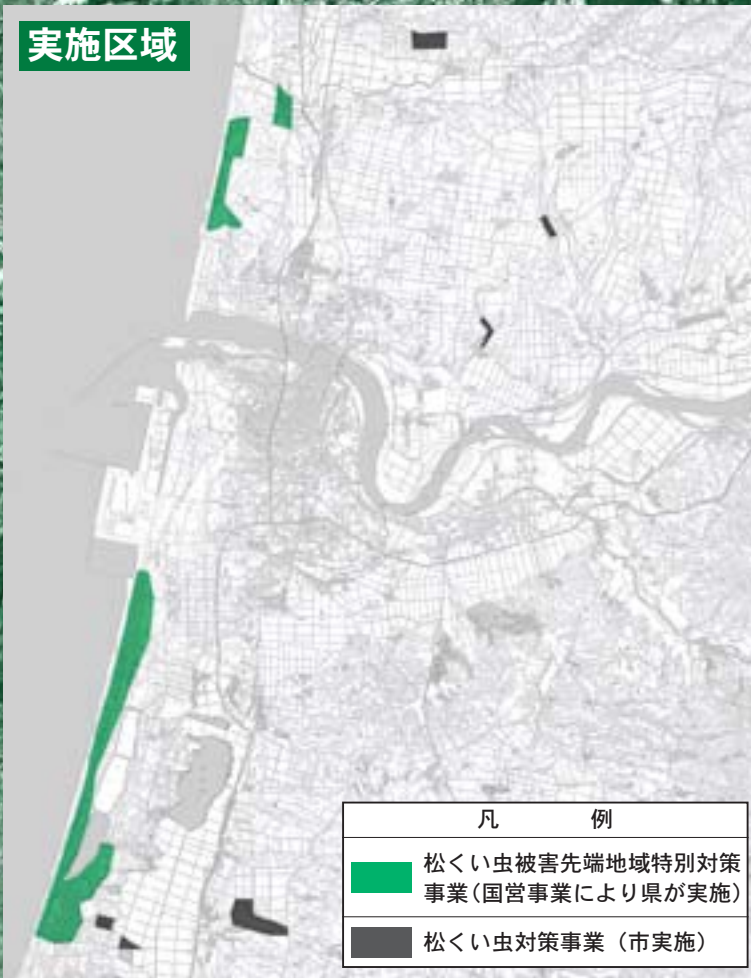 実施区域
凡　　例
松くい虫被害先端地域特別対策
事業(国営事業により県が実施)
松くい虫対策事業（市実施）